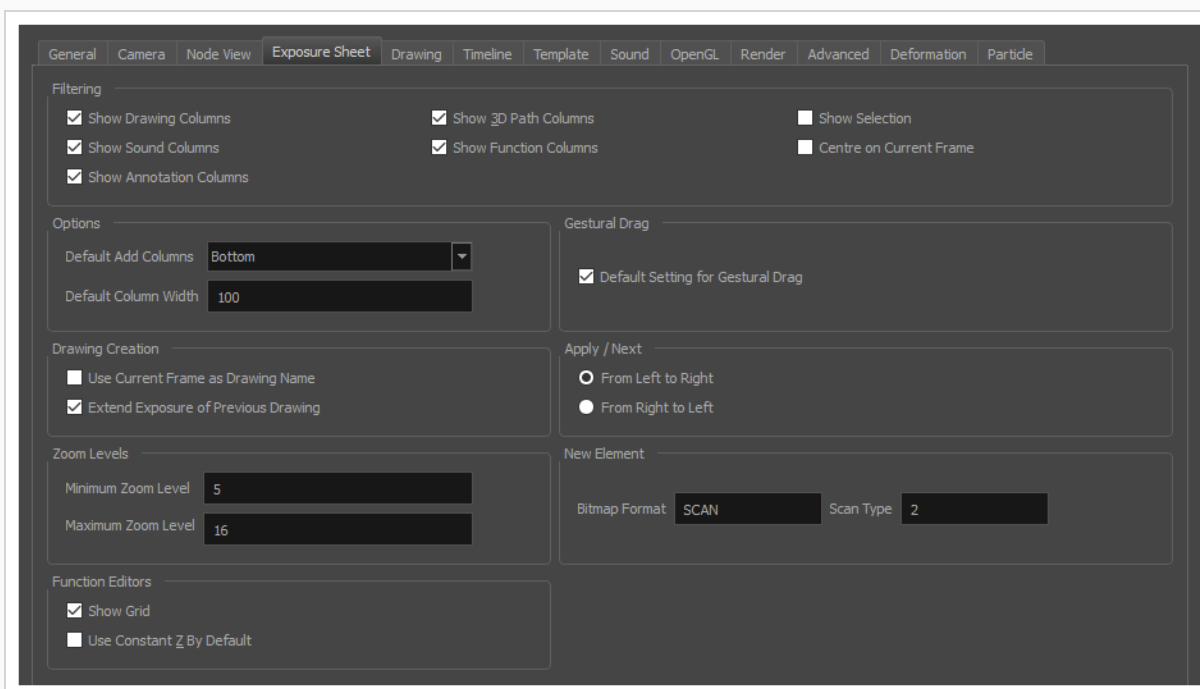 General Camera Node View Exposure Sheet Drawing Timeline Template Sound OpenGL Render Advanced Deformation Particle
Filtering
Show Drawing Columns Show 3D Path Columns Show Selection
Show Sound Columns Show Function Columns Centre on Current Frame
Show Annotation Columns
Options
Default Add Columns Bottom
Default Column Width 100
Gestural Drag
Default Setting for Gestural Drag
Drawing Creation
Use Current Frame as Drawing Name
Extend Exposure of Previous Drawing
Apply / Next
From Left to Right
From Right to Left
Zoom Levels
Minimum Zoom Level 5
Maximum Zoom Level 16
New Element
Bitmap Format SCAN Scan Type 2
Function Editors
Show Grid
Use Constant Z By Default